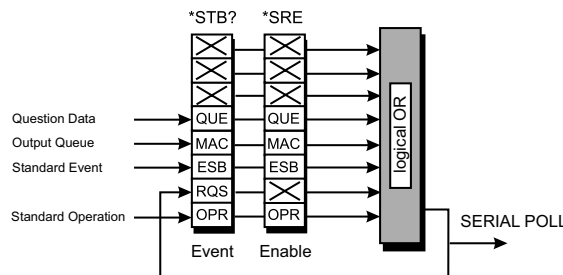 *STB? *SRE
Question Data QUE QUE
Output Queue MAC MAC
Standard Event ESB ESB
RQS
Standard Operation OPR OPR
logical OR
SERIAL POLL
Event Enable